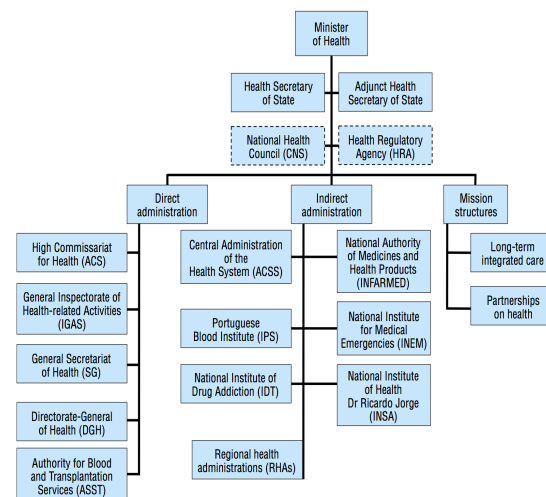 Minister
of Health
Health Secretary
of State
Adjunct Health
Secretary of State
National Health
Council (CNS)
Health Regulatory
Agency (HRA)
Direct
administration
Indirect
administration
Mission
structures
High Commissariat
for Health (ACS)
General Inspectorate of
Health-related Activities
(IGAS)
General Secretariat
of Health (SG)
Directorate-General
of Health (DGH)
Authority for Blood
and Transplantation
Services (ASST)
Central Administration
of the
Health System (ACSS)
National Authority
of Medicines and
Health Products
(INFARMED)
Portuguese
Blood Institute (IPS)
National Institute
for Medical
Emergencies (INEM)
National Institute of
Drug Addiction (IDT)
National Institute
of Health
Dr Ricardo Jorge
(INSA)
Regional health
administrations (RHAs)
Long-term
integrated care
Partnerships
on health